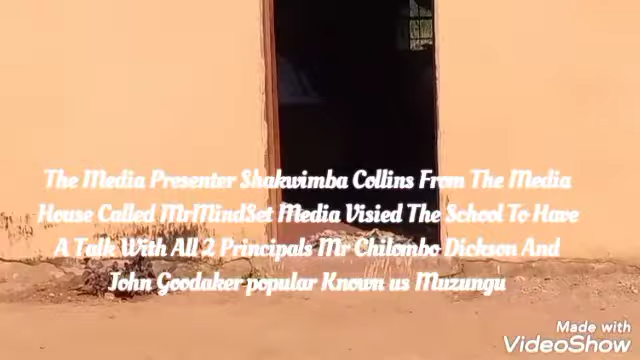 The Media Presenter Shakwimba Collins From The Media
House Called MrMindSet Media Visied The School To Have
A Talk With All 2 Principals Mr Chilombo Dickson And
John Goodaker popular Known us Muzungu
Made with
VideoShow